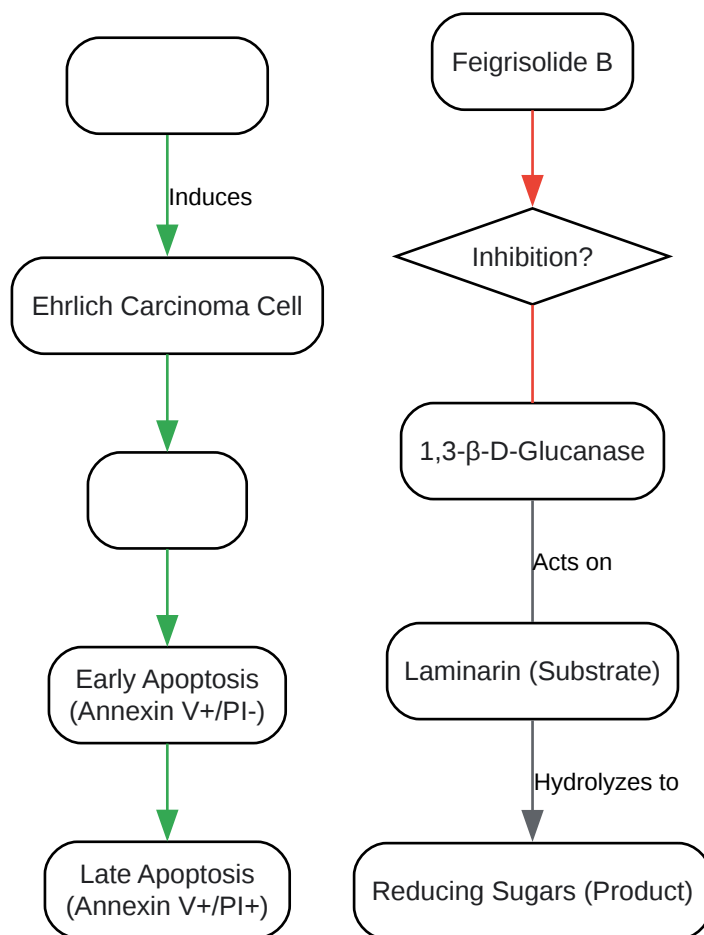 Induces
Ehrlich Carcinoma Cell
Early Apoptosis
(Annexin V+/PI-)
Late Apoptosis
(Annexin V+/PI+)
Feigrisolide B
Inhibition?
1,3-β-D-Glucanase
Acts on
Laminarin (Substrate)
Hydrolyzes to
Reducing Sugars (Product)